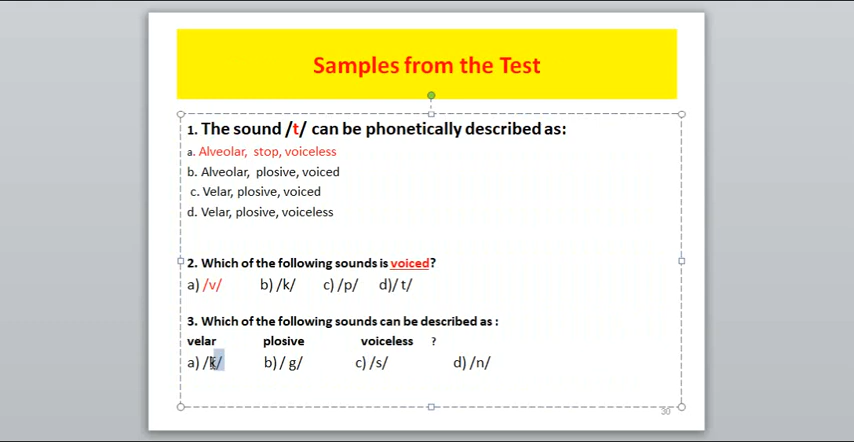 Samples from the Test
1. The sound /t/ can be phonetically described as:
a. Alveolar, stop, voiceless
b. Alveolar, plosive, voiced
c. Velar, plosive, voiced
d. Velar, plosive, voiceless
2. Which of the following sounds is voiced?
a) /v/ b) /k/ c) /p/ d)/ t/
3. Which of the following sounds can be described as :
velar plosive voiceless ?
a) /k/ b) / g/ c) /s/ d) /n/
30